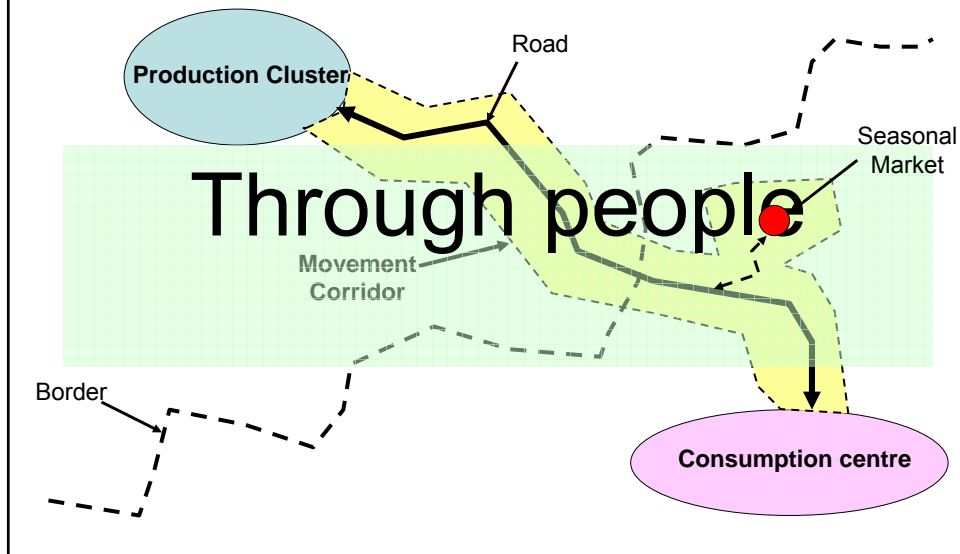 Road
Production Cluster
Seasonal
Market
Through people
Movement
Corridor
Border
Consumption centre